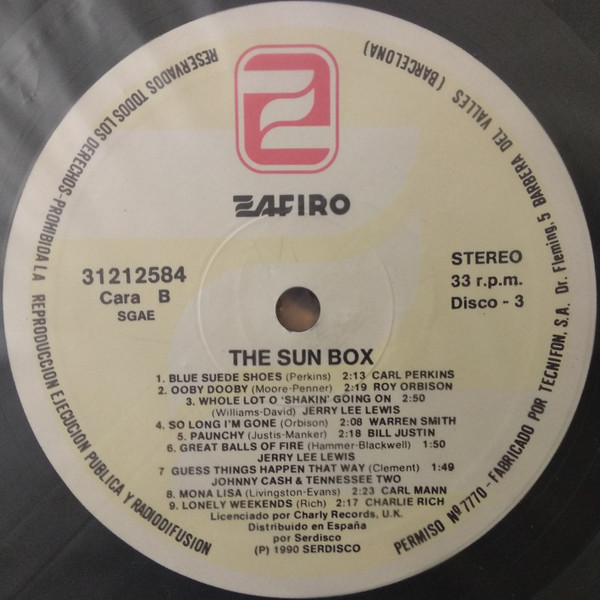 RESERVADOS TODOS LOS DERECHOS-PROHIBIDA LA REPRODUCCION EJECUCION PUBLICA Y RADIODIFUSION
ZAFIRO
31212584
Cara B
SGAE
STEREO
33 r.p.m.
Disco - 3
THE SUN BOX
1. BLUE SUEDE SHOES (Perkins) 2:13 CARL PERKINS
2. OOBY DOOBY (Moore-Penner) 2:19 ROY ORBISON
3. WHOLE LOT O 'SHAKIN' GOING ON 2:50
(Williams-David) JERRY LEE LEWIS
4. SO LONG I'M GONE (Orbison) 2:08 WARREN SMITH
5. PAUNCHY (Justis-Manker) 2:18 BILL JUSTIN
6. GREAT BALLS OF FIRE (Hammer-Blackwell) 1:50
JERRY LEE LEWIS
7 GUESS THINGS HAPPEN THAT WAY (Clement) 1:49
JOHNNY CASH & TENNESSEE TWO
8. MONA LISA (Livingston-Evans) 2:23 CARL MANN
9. LONELY WEEKENDS (Rich) 2:17 CHARLIE RICH
Licenciado por Charly Records, U.K.
Distribuido en España
por Serdisco
(P) 1990 SERDISCO
PERMISO Nº 7770 - FABRICADO POR TECNIFON, S.A. Dr. Fleming, 5 BARBERA DEL VALLES (BARCELONA)